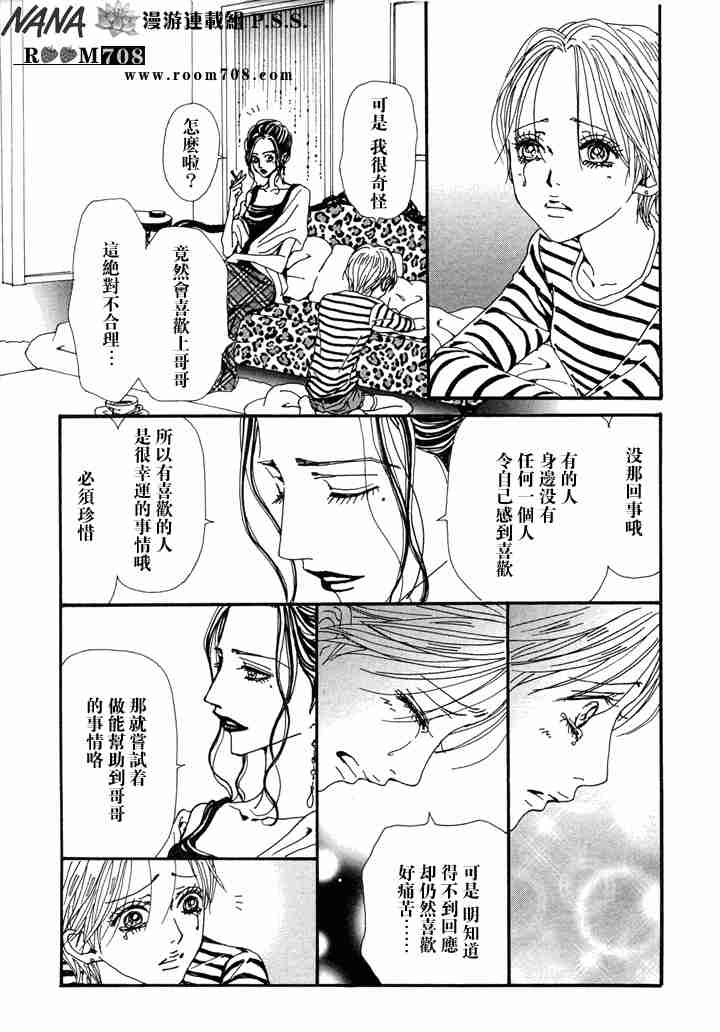 NANA
漫游連載組 P.S.S.
ROOM708
www.room708.com
可是 我很奇怪
怎麼啦？
竟然會喜歡上哥哥
這絕對不合理…
没那回事哦
有的人
身邊没有
任何一個人
令自己感到喜歡
所以有喜歡的人
是很幸運的事情哦
必須珍惜
可是 明知道
得不到回應
却仍然喜歡
好痛苦……
那就嘗試着
做能幫助到哥哥
的事情咯